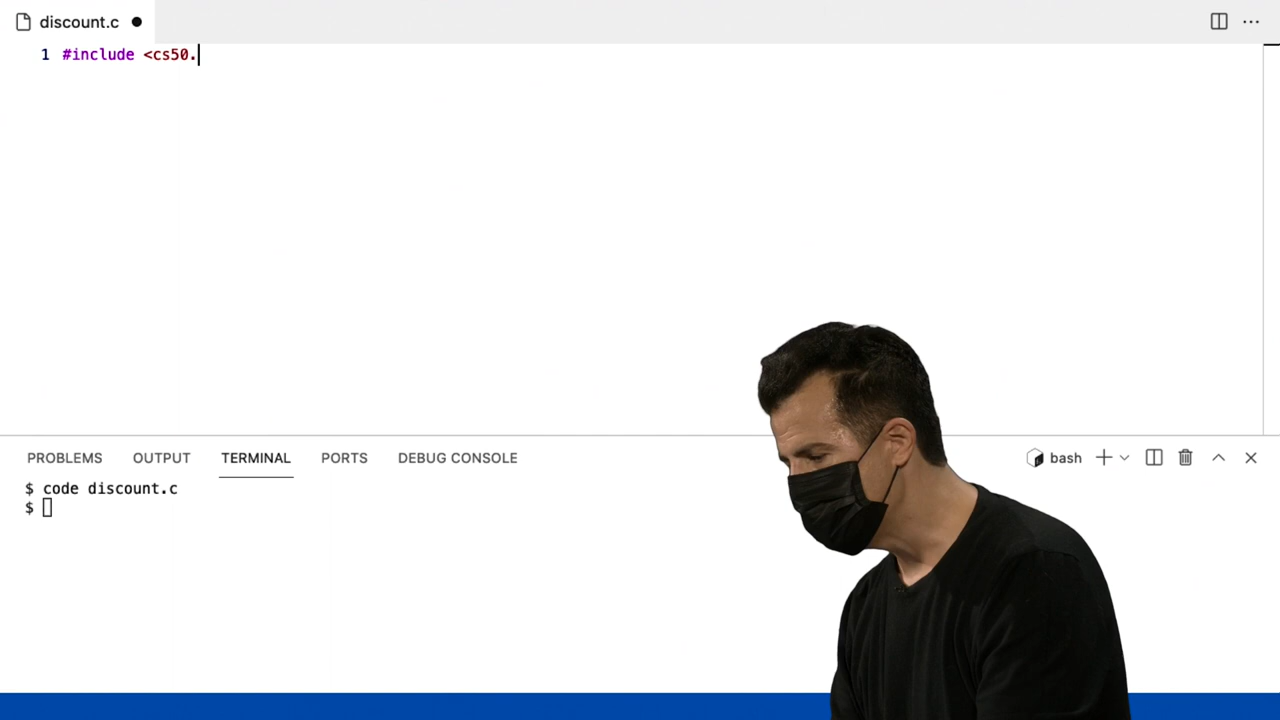 discount.c
1 #include <cs50.
PROBLEMS OUTPUT TERMINAL PORTS DEBUG CONSOLE bash
$ code discount.c
$